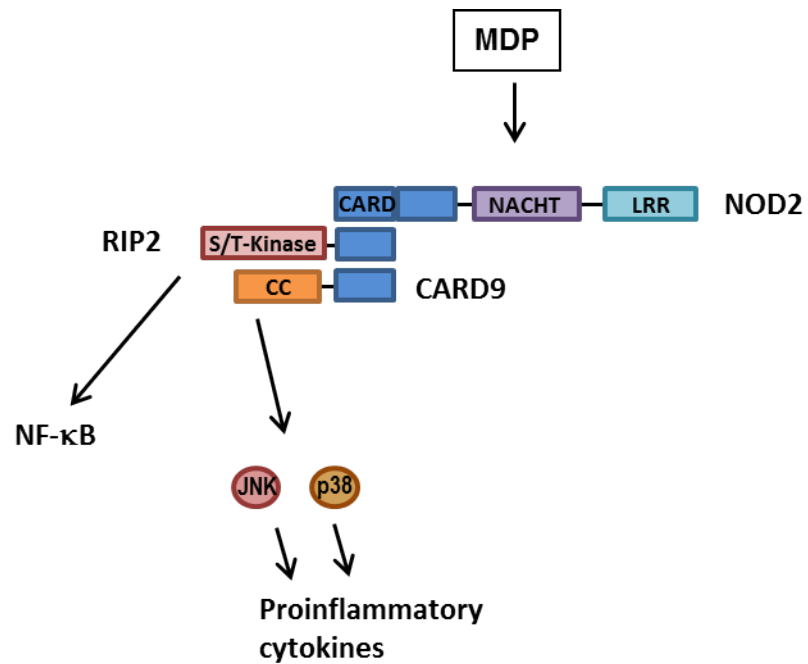 MDP
CARD
NACHT
LRR
NOD2
RIP2
S/T-Kinase
CC
CARD9
NF-κB
JNK
p38
Proinflammatory
cytokines